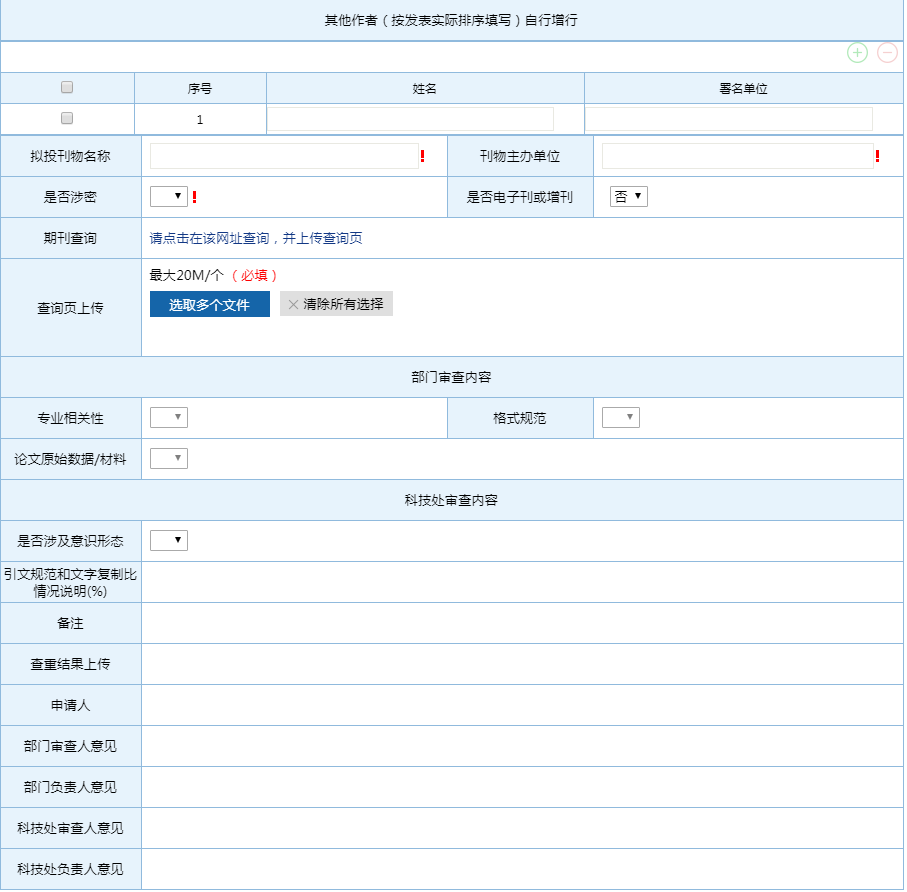 其他作者（按发表实际排序填写）自行增行
序号 姓名 署名单位
1
拟投刊物名称 ! 刊物主办单位 !
是否涉密 ! 是否电子刊或增刊 否
期刊查询 请点击在该网址查询，并上传查询页
最大20M/个（必填）
查询页上传 选取多个文件 清除所有选择
部门审查内容
专业相关性 格式规范
论文原始数据/材料
科技处审查内容
是否涉及意识形态
引文规范和文字复制比
情况说明(%)
备注
查重结果上传
申请人
部门审查人意见
部门负责人意见
科技处审查人意见
科技处负责人意见